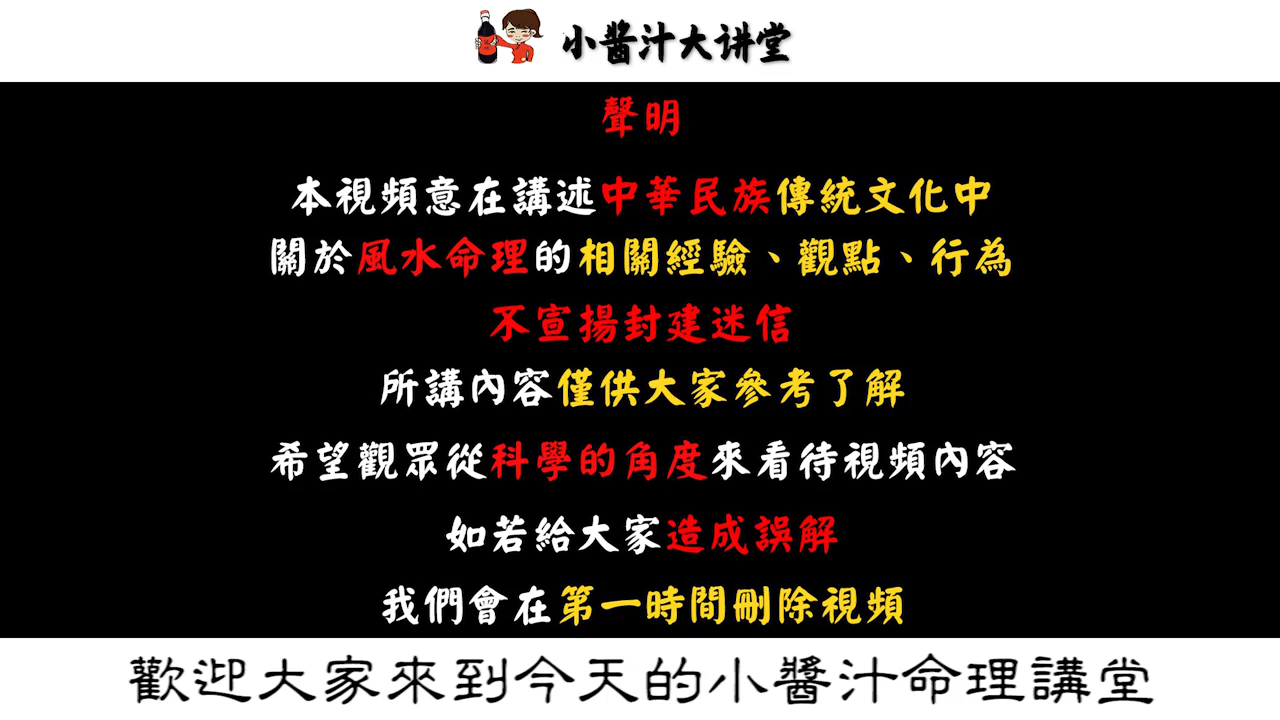 小醬汁大讲堂
聲明
本視頻意在講述中華民族傳統文化中
關於風水命理的相關經驗、觀點、行為
不宣揚封建迷信
所講內容僅供大家參考了解
希望觀眾從科學的角度來看待視頻內容
如若給大家造成誤解
我們會在第一時間刪除視頻
歡迎大家來到今天的小醬汁命理講堂